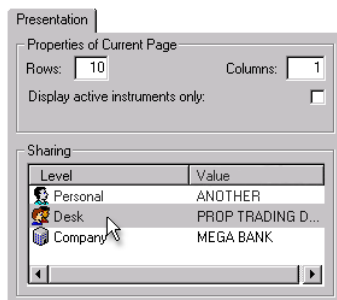 Presentation
Properties of Current Page
Rows: 10 Columns: 1
Display active instruments only:
Sharing
Level Value
Personal ANOTHER
Desk PROP TRADING D...
Company MEGA BANK